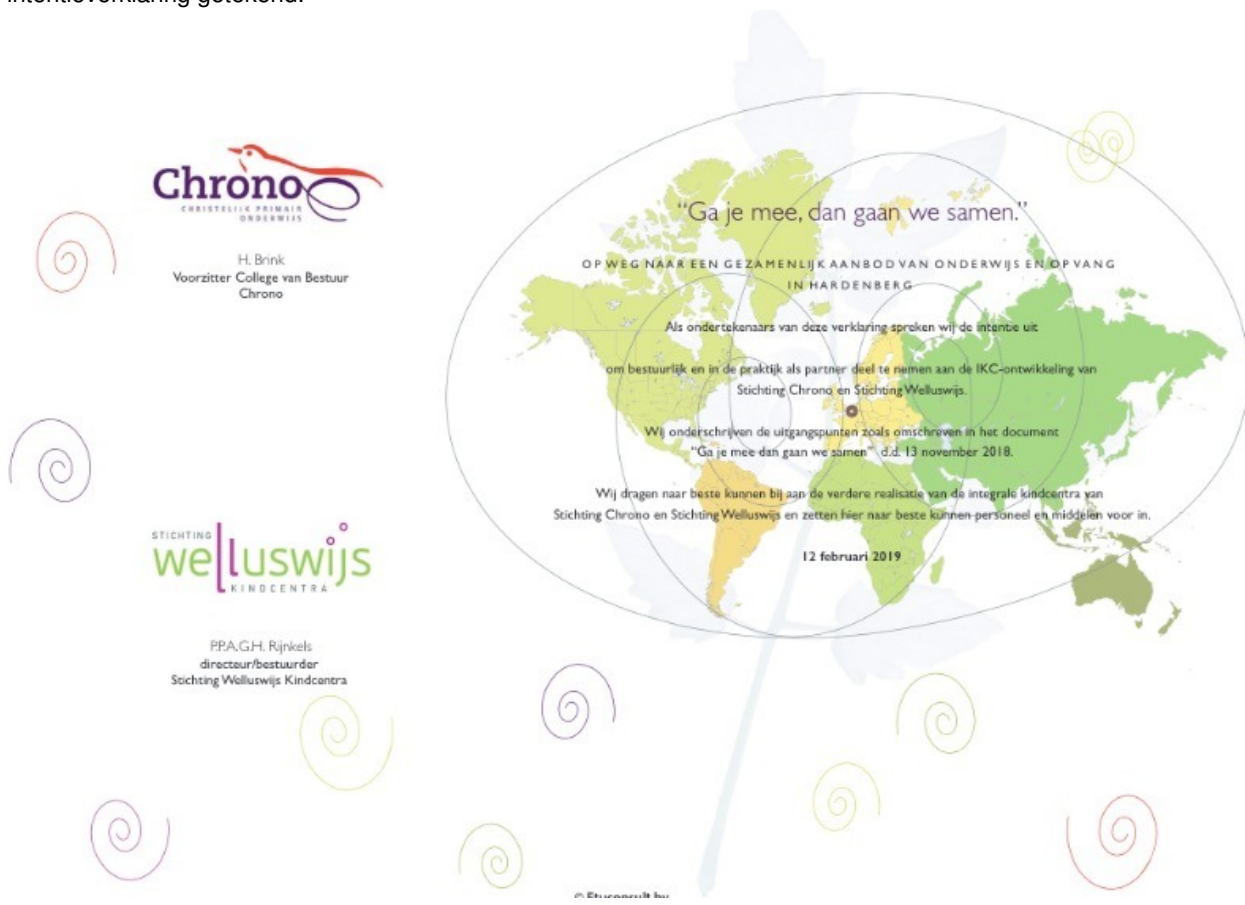 intentieverklaring getekend.
Chrono
CHRISTELIJK PRIMAIR
ONDERWIJS
H. Brink
Voorzitter College van Bestuur
Chrono
STICHTING
welluswijs
KINDCENTRA
P.P.A.G.H. Rijnkels
directeur/bestuurder
Stichting Welluswijs Kindcentra
“Ga je mee, dan gaan we samen.”
OP WEG NAAR EEN GEZAMENLIJK AANBOD VAN ONDERWIJS EN OPVANG
IN HARDENBERG
Als ondertekenaars van deze verklaring spreken wij de intentie uit
om bestuurlijk en in de praktijk als partner deel te nemen aan de IKC-ontwikkeling van
Stichting Chrono en Stichting Welluswijs.
Wij onderschrijven de uitgangspunten zoals omschreven in het document
“Ga je mee dan gaan we samen” d.d. 13 november 2018.
Wij dragen naar beste kunnen bij aan de verdere realisatie van de integrale kindcentra van
Stichting Chrono en Stichting Welluswijs en zetten hier naar beste kunnen personeel en middelen voor in.
12 februari 2019